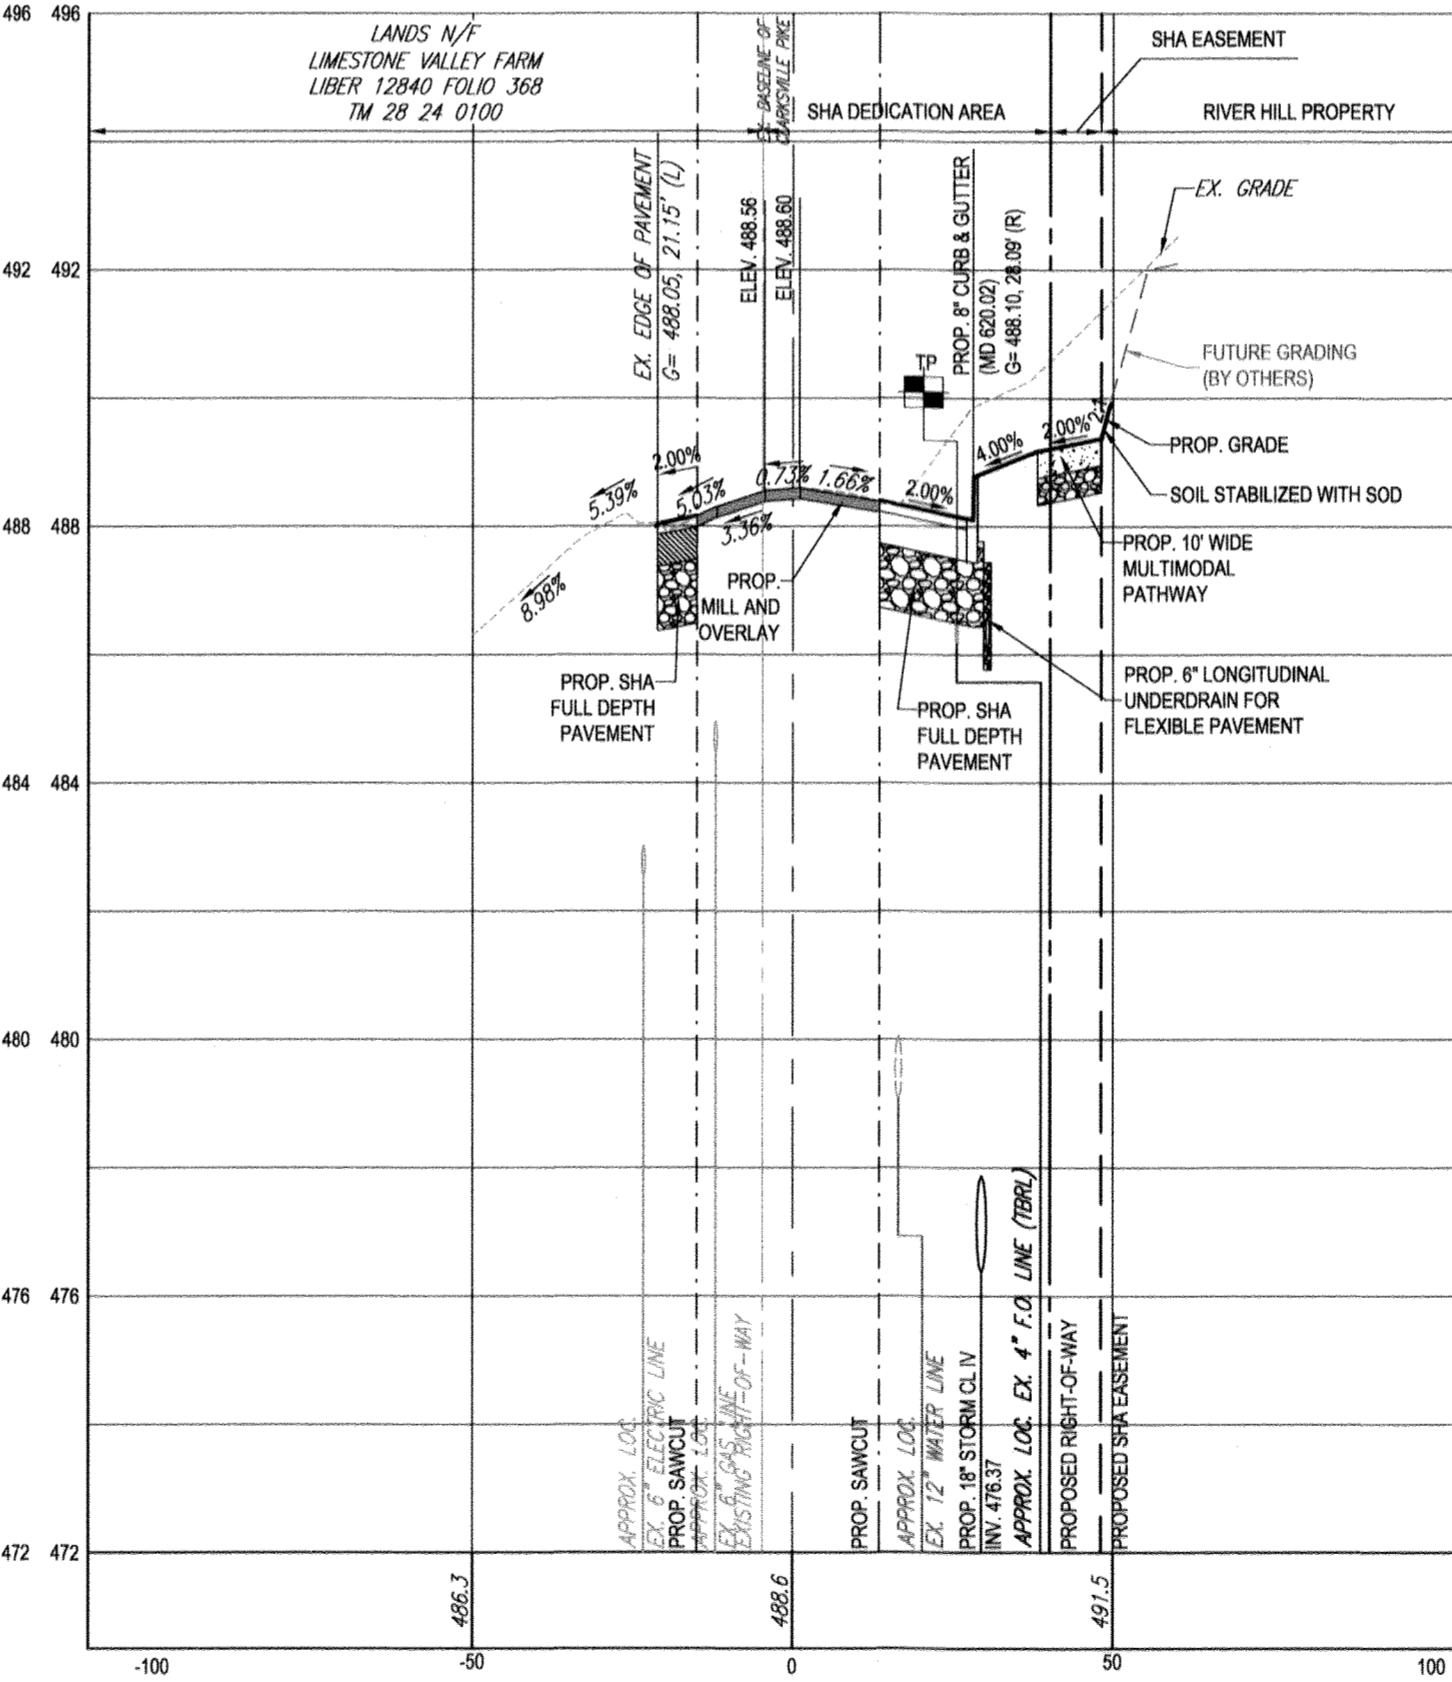 496 496
LANDS N/F
LIMESTONE VALLEY FARM
LIBER 12840 FOLIO 368
TM 28 24 0100
EX. BASELINE OF
CLARKSVILLE PIKE
SHA DEDICATION AREA
SHA EASEMENT
RIVER HILL PROPERTY
EX. EDGE OF PAVEMENT
G= 488.05, 21.15' (L)
ELEV. 488.56
ELEV. 488.60
PROP. 8" CURB & GUTTER
(MD 620.02)
G= 488.10, 28.09' (R)
EX. GRADE
492 492
FUTURE GRADING
(BY OTHERS)
TP
2:1
PROP. GRADE
SOIL STABILIZED WITH SOD
5.39%
2.00%
5.03%
0.73%
1.66%
2.00%
4.00%
2.00%
488 488
3.36%
8.98%
PROP.
MILL AND
OVERLAY
PROP. 10' WIDE
MULTIMODAL
PATHWAY
PROP. SHA
FULL DEPTH
PAVEMENT
PROP. SHA
FULL DEPTH
PAVEMENT
PROP. 6" LONGITUDINAL
UNDERDRAIN FOR
FLEXIBLE PAVEMENT
484 484
480 480
476 476
APPROX. LOC.
EX. 6" ELECTRIC LINE
PROP. SAWCUT
APPROX. LOC.
EX. 6" GAS LINE
EXISTING RIGHT-OF-WAY
PROP. SAWCUT
APPROX. LOC.
EX. 12" WATER LINE
PROP. 18" STORM CL IV
INV. 476.37
APPROX. LOC. EX. 4" F.O. LINE (TBRL)
PROPOSED RIGHT-OF-WAY
PROPOSED SHA EASEMENT
472 472
486.3
488.6
491.5
-100
-50
0
50
100